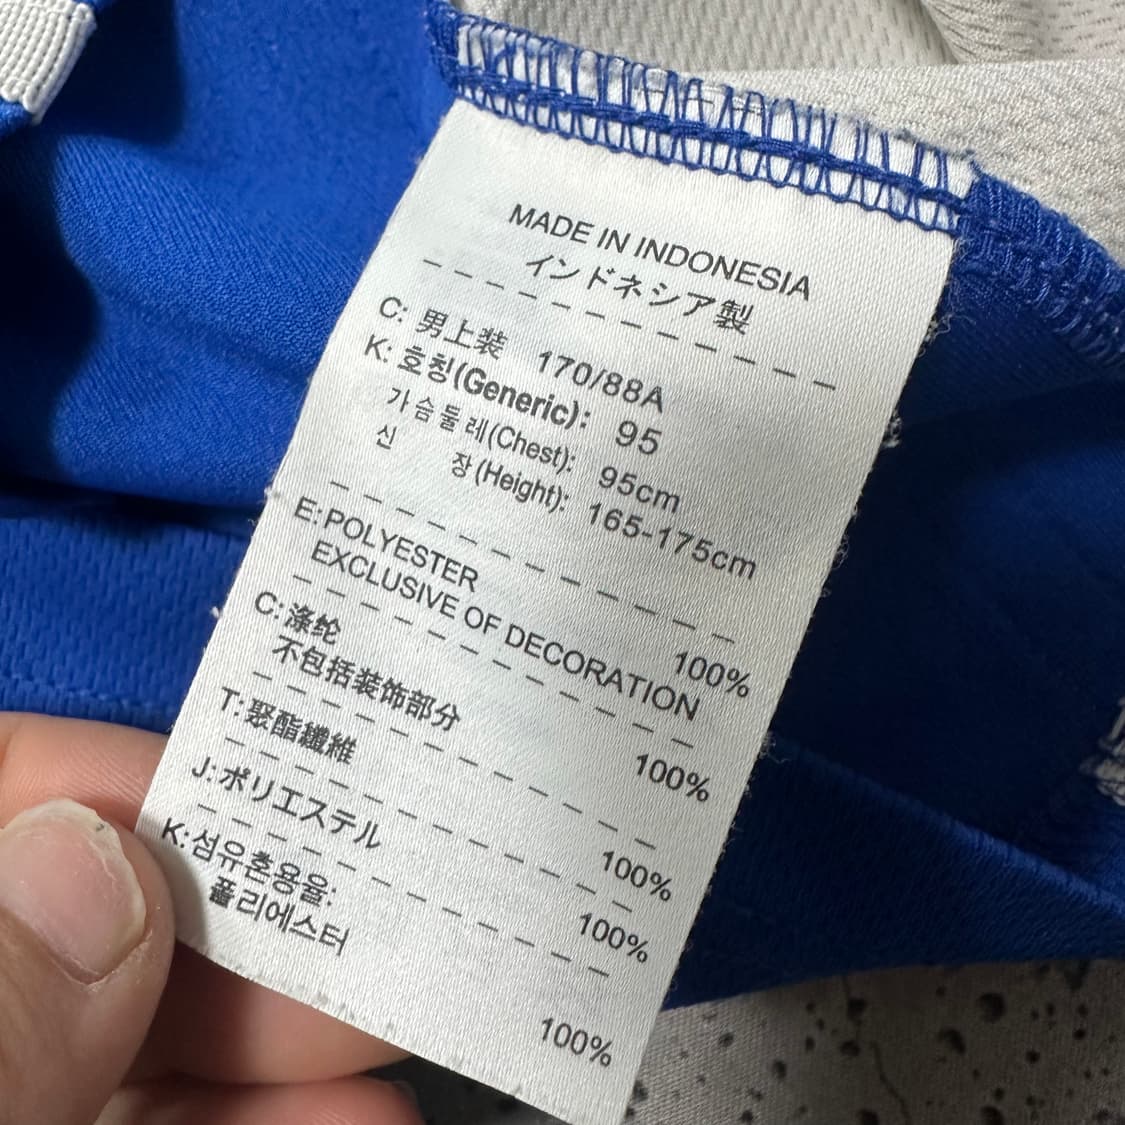 MADE IN INDONESIA
インドネシア製
C: 男上装 170/88A
K: 호칭(Generic): 95
가슴둘레(Chest): 95cm
신 장(Height): 165-175cm
E: POLYESTER 100%
EXCLUSIVE OF DECORATION
C: 涤纶 100%
不包括装饰部分
T: 聚酯纖維 100%
J: ポリエステル 100%
K: 섬유혼용율:
폴리에스터 100%